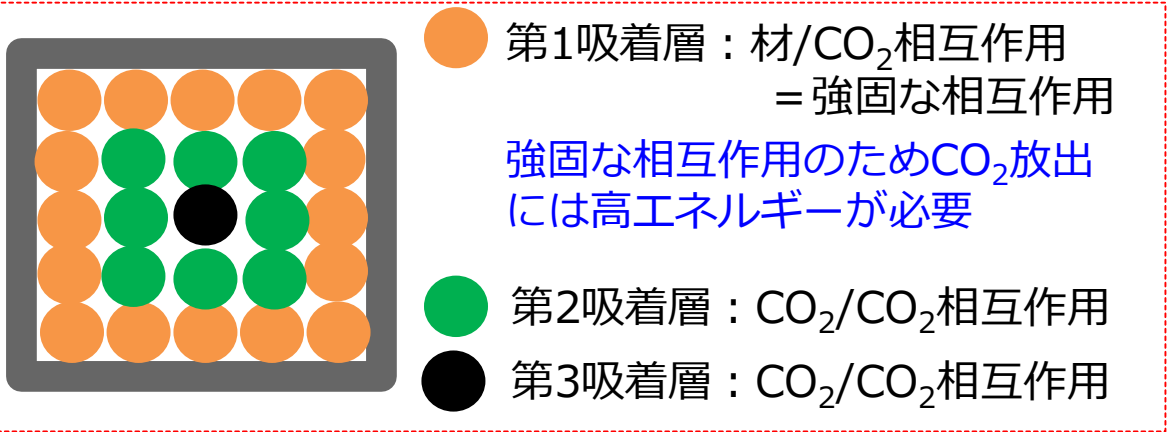 第1吸着層：材/CO₂相互作用
＝強固な相互作用
強固な相互作用のためCO₂放出
には高エネルギーが必要
第2吸着層：CO₂/CO₂相互作用
第3吸着層：CO₂/CO₂相互作用